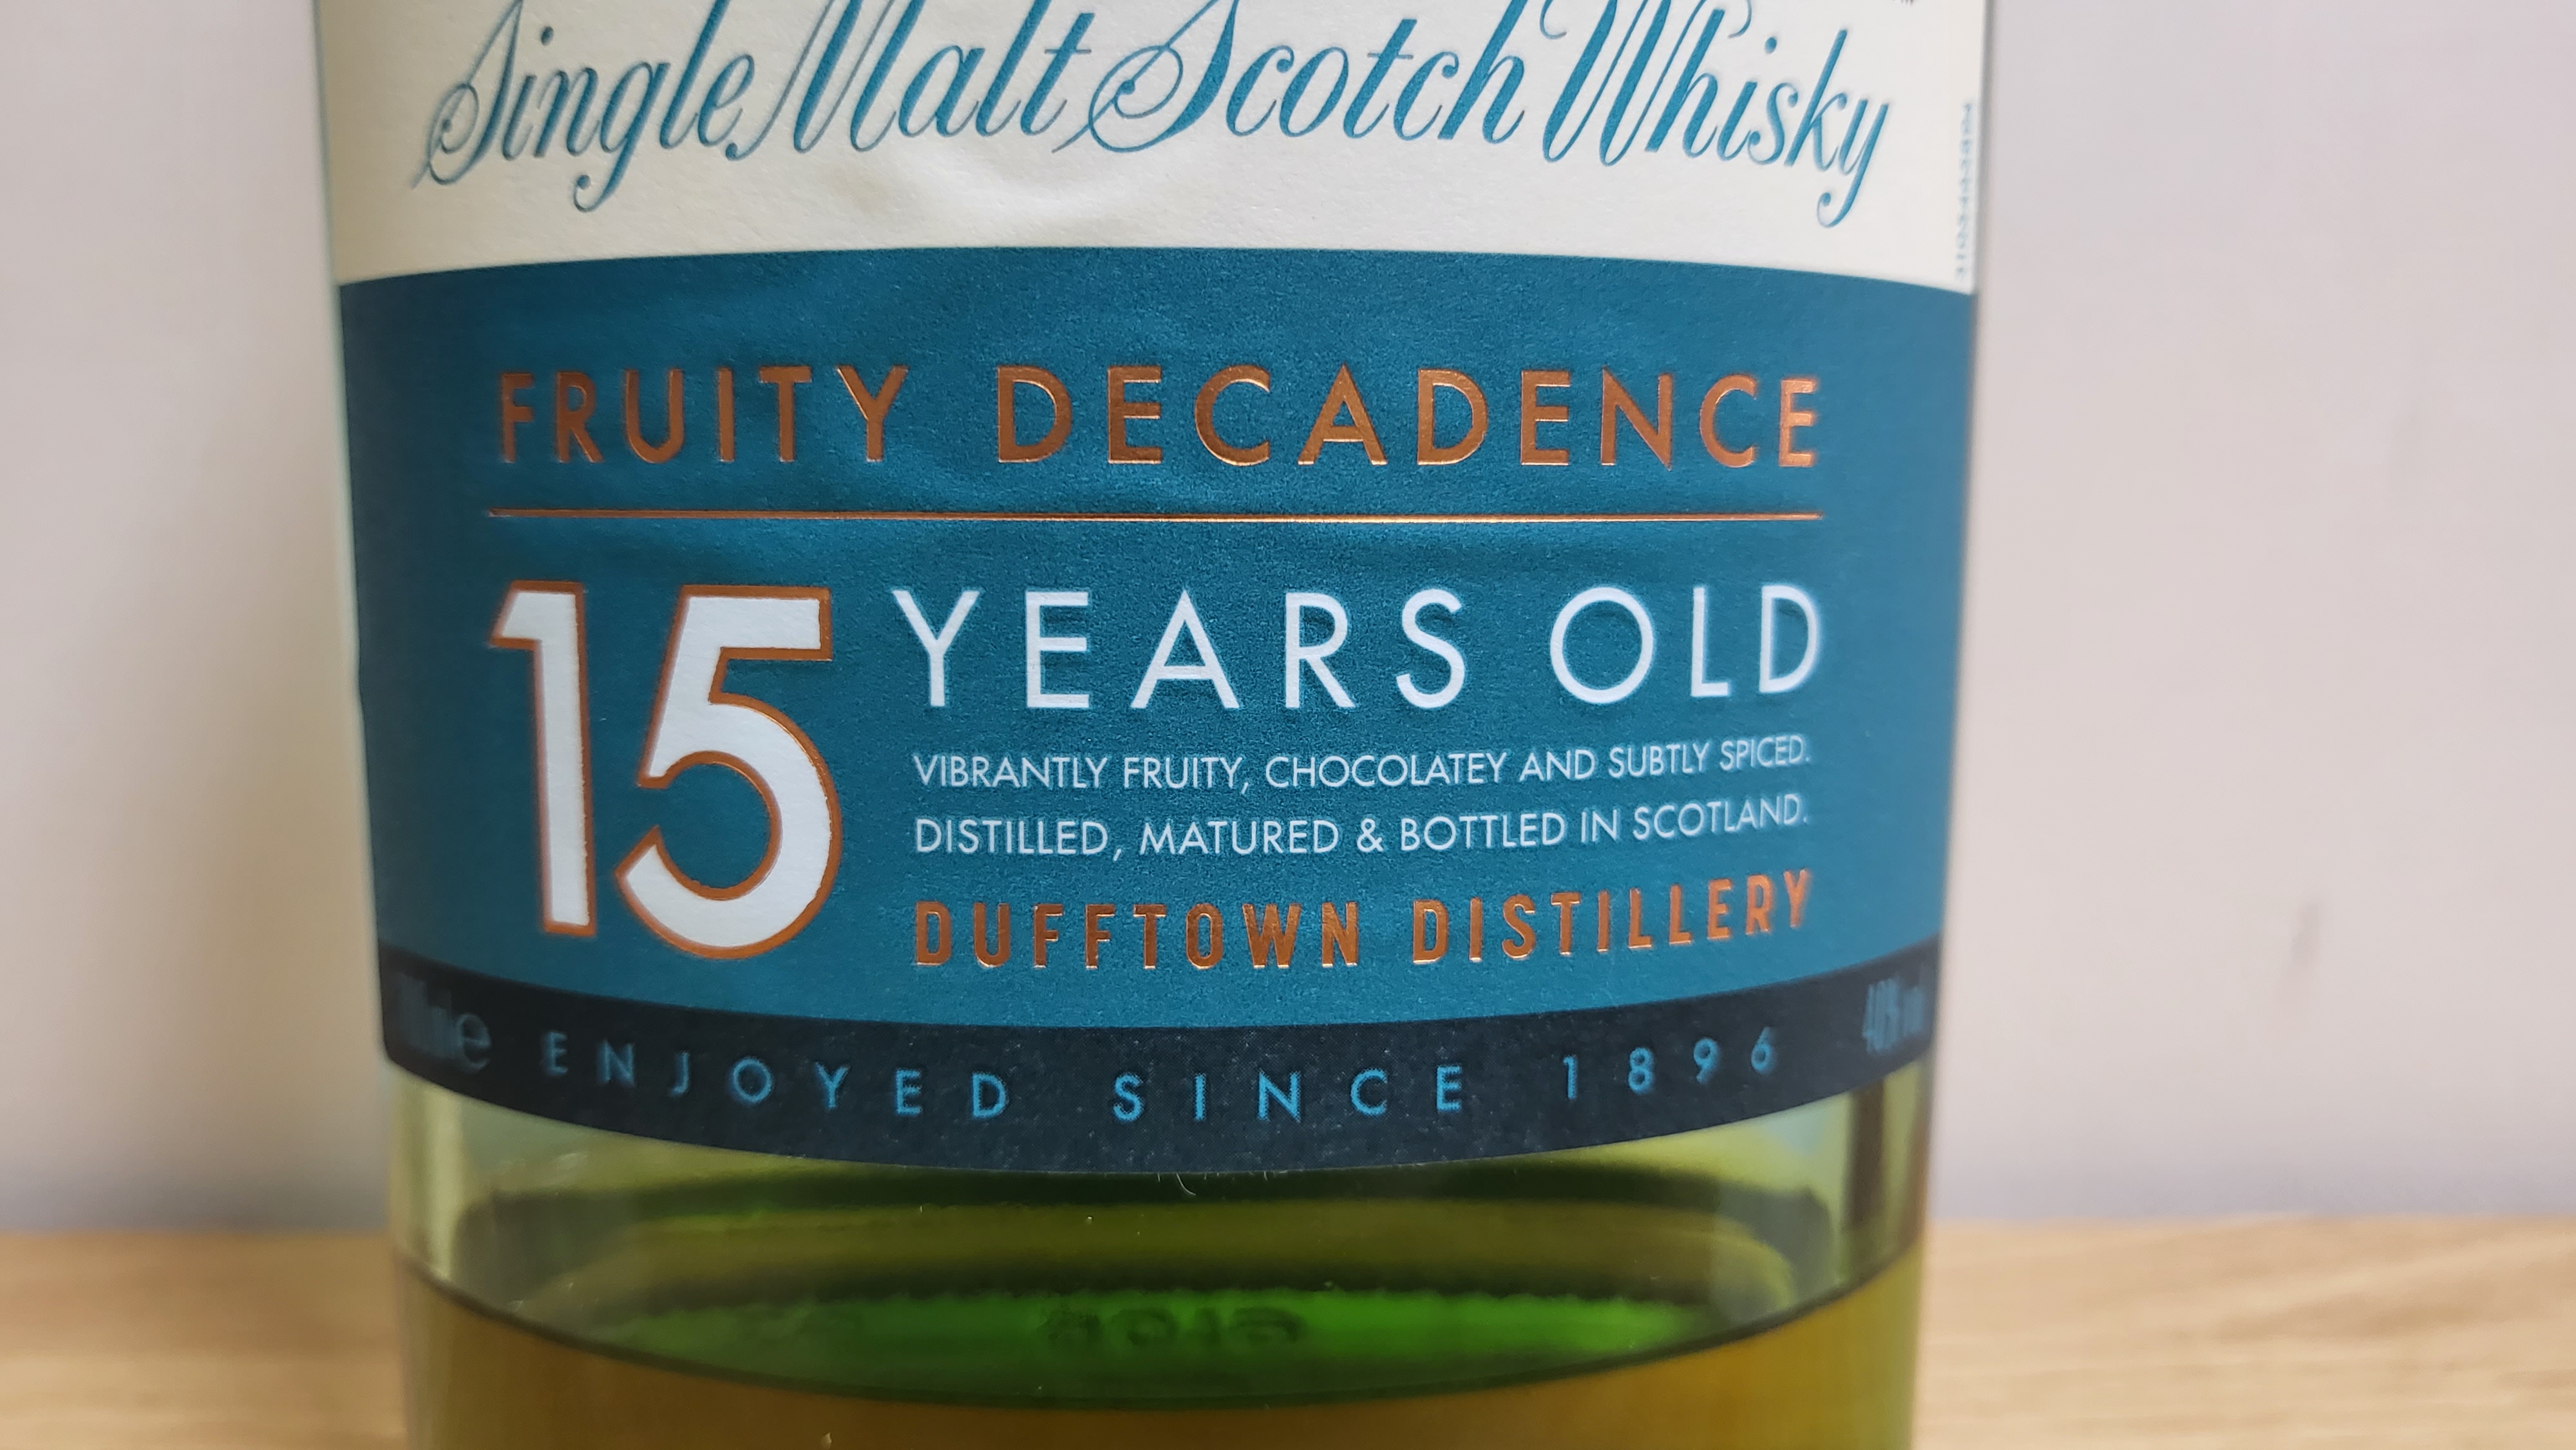 Single Malt Scotch Whisky
FRUITY DECADENCE
15 YEARS OLD
VIBRANTLY FRUITY, CHOCOLATEY AND SUBTLY SPICED.
DISTILLED, MATURED & BOTTLED IN SCOTLAND.
DUFFTOWN DISTILLERY
ENJOYED SINCE 1896